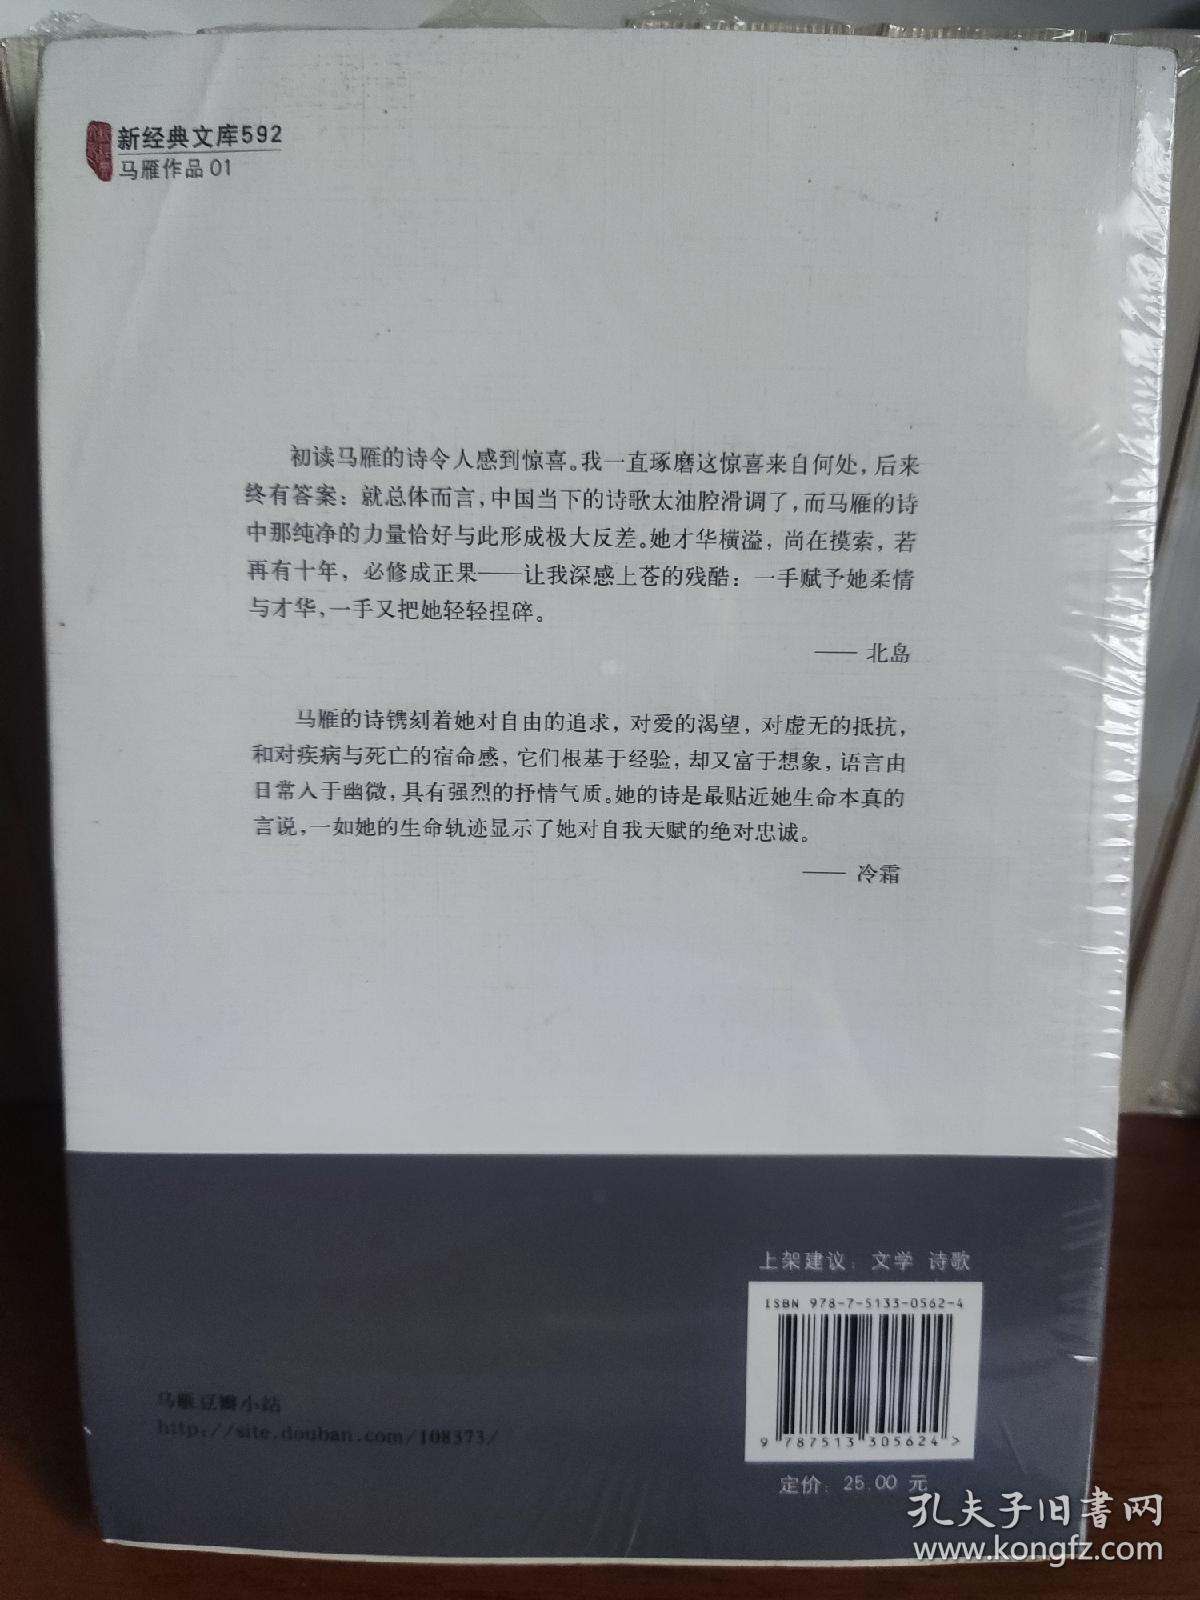 新经典文库592
马雁作品01
初读马雁的诗令人感到惊喜。我一直琢磨这惊喜来自何处，后来
终有答案：就总体而言，中国当下的诗歌太油腔滑调了，而马雁的诗
中那纯净的力量恰好与此形成极大反差。她才华横溢，尚在摸索，若
再有十年，必修成正果——让我深感上苍的残酷：一手赋予她柔情
与才华、一手又把她轻轻捏碎。
—— 北岛
马雁的诗镌刻着她对自由的追求，对爱的渴望，对虚无的抵抗，
和对疾病与死亡的宿命感，它们根基于经验，却又富于想象，语言由
日常入于幽微，具有强烈的抒情气质。她的诗是最贴近她生命本真的
言说，一如她的生命轨迹显示了她对自我天赋的绝对忠诚。
—— 冷霜
上架建议：文学 诗歌
ISBN 978-7-5133-0562-4
9 787513 305624 >
定价：25.00 元
马雁豆瓣小站
http://site.douban.com/108373/
孔夫子旧书网
www.kongfz.com